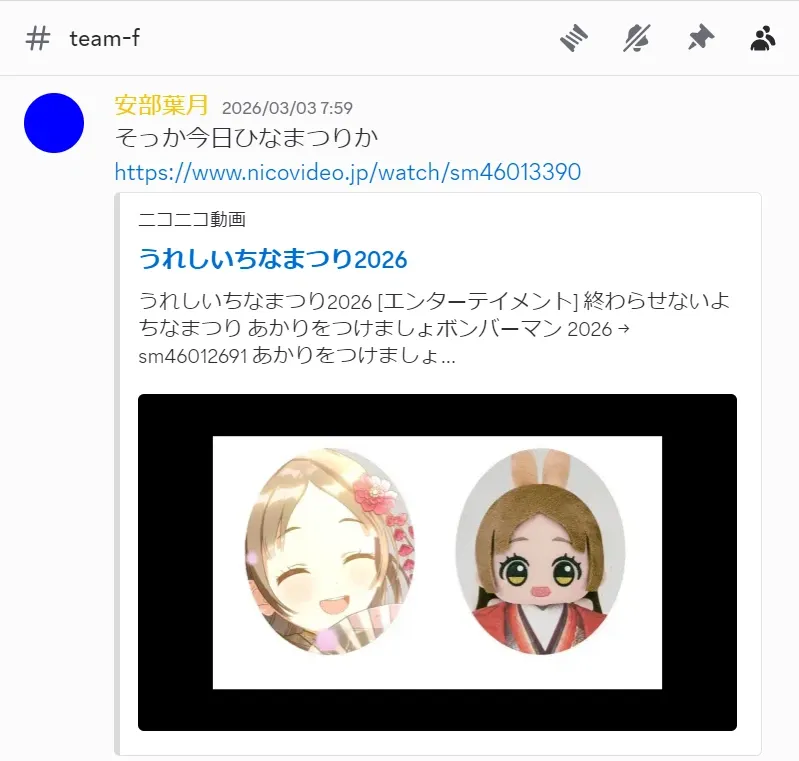 # team-f
安部葉月 2026/03/03 7:59
そっか今日ひなまつりか
https://www.nicovideo.jp/watch/sm46013390
ニコニコ動画
うれしいちなまつり2026
うれしいちなまつり2026 [エンターテイメント] 終わらせないよ
ちなまつり あかりをつけましょボンバーマン 2026 →
sm46012691 あかりをつけましょ…